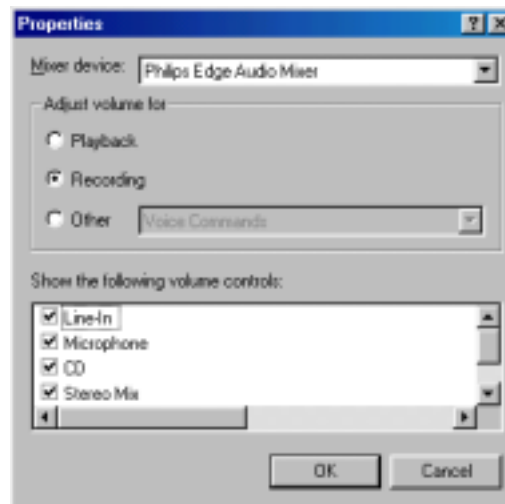 Properties
Mixer device: Philips Edge Audio Mixer
Adjust volume for
Playback
Recording
Other Voice Commands
Show the following volume controls:
Line-In
Microphone
CD
Stereo Mix
OK Cancel